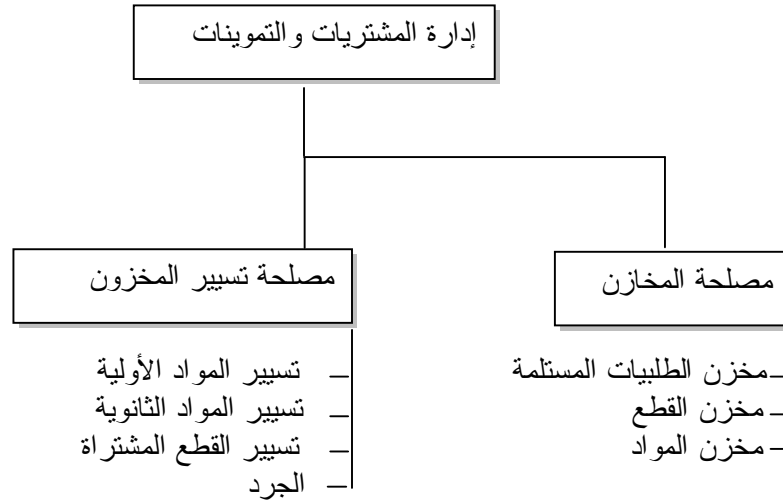 إدارة المشتريات والتموينات
مصلحة المخازن
مصلحة تسيير المخزون
– مخزن الطلبيات المستلمة
– مخزن القطع
– مخزن المواد
– تسيير المواد الأولية
– تسيير المواد الثانوية
– تسيير القطع المشتراة
– الجرد